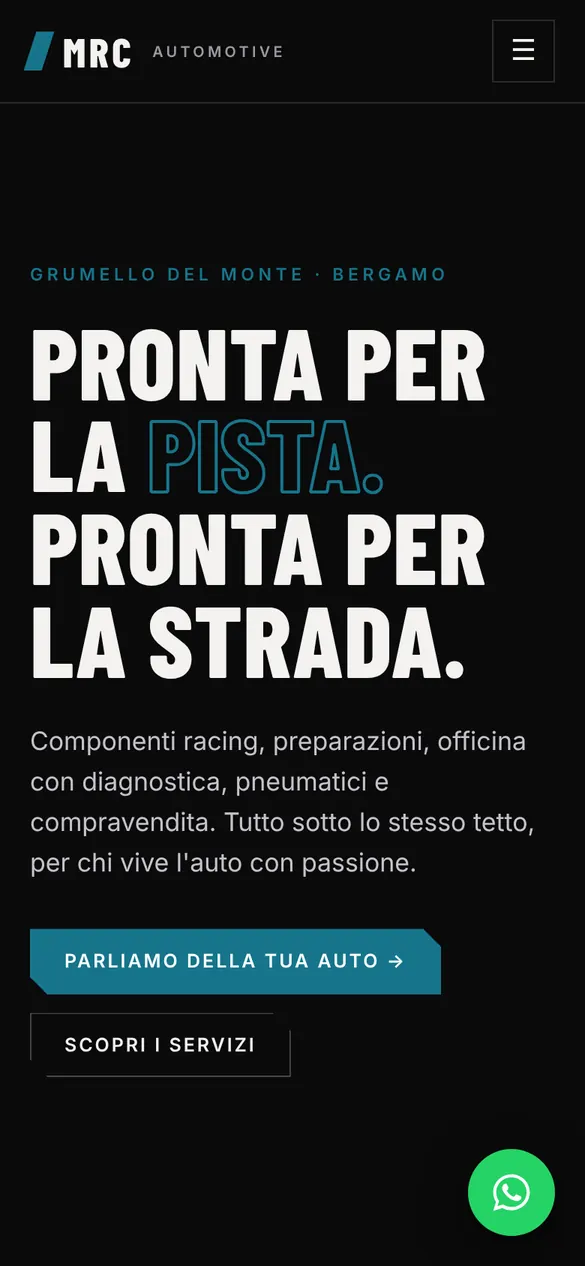 MRC AUTOMOTIVE
GRUMELLO DEL MONTE · BERGAMO
PRONTA PER
LA PISTA.
PRONTA PER
LA STRADA.
Componenti racing, preparazioni, officina
con diagnostica, pneumatici e
compravendita. Tutto sotto lo stesso tetto,
per chi vive l'auto con passione.
PARLIAMO DELLA TUA AUTO →
SCOPRI I SERVIZI